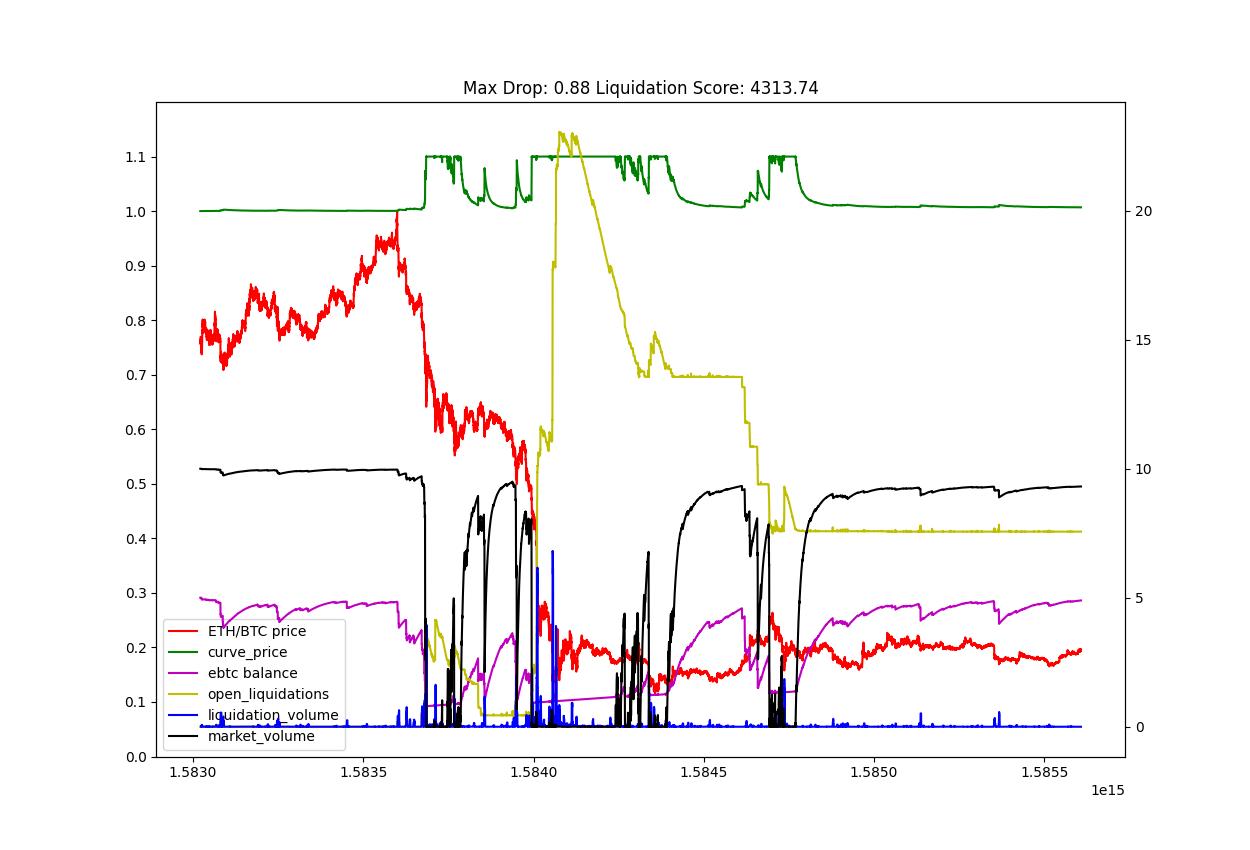 Max Drop: 0.88 Liquidation Score: 4313.74
1.1
1.0
0.9
0.8
0.7
0.6
0.5
0.4
0.3
0.2
0.1
0.0
20
15
10
5
0
ETH/BTC price
curve_price
ebtc balance
open_liquidations
liquidation_volume
market_volume
1.5830 1.5835 1.5840 1.5845 1.5850 1.5855
1e15